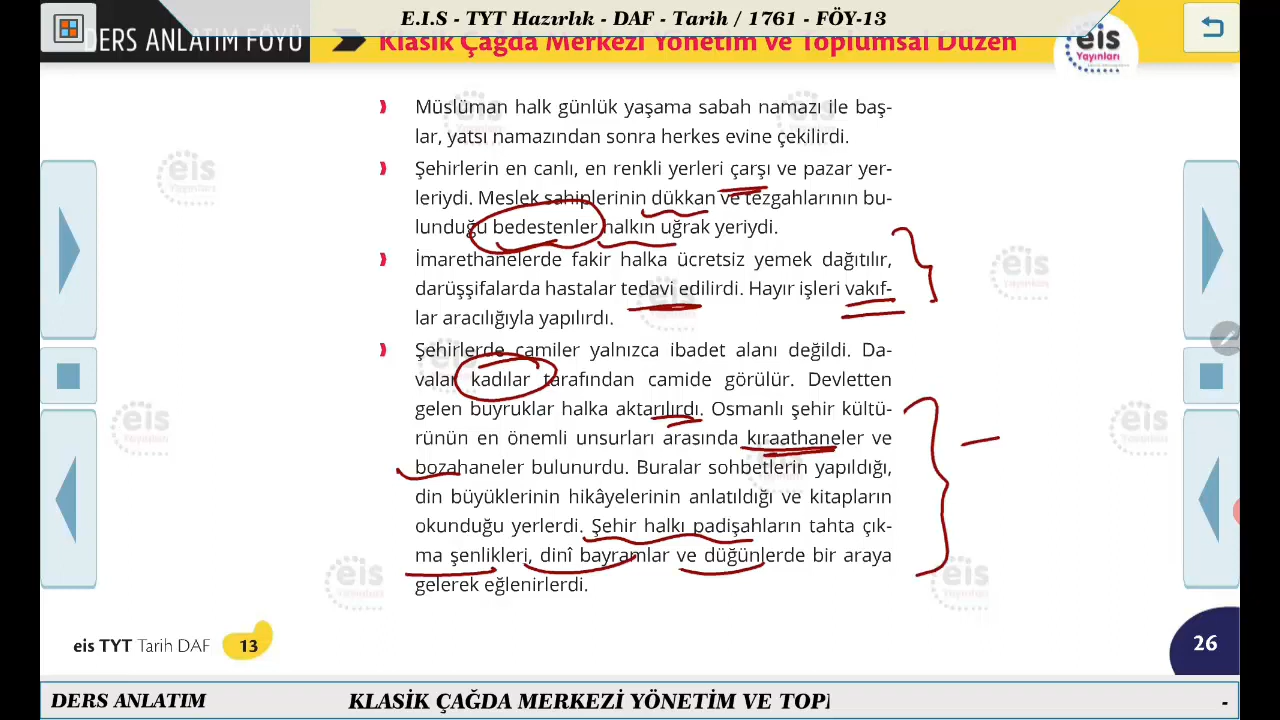 E.I.S - TYT Hazırlık - DAF - Tarih / 1761 - FÖY-13
DERS ANLATIM FÖYÜ
Klasik Çağda Merkezî Yönetim ve Toplumsal Düzen
eis
Yayınları
Müslüman halk günlük yaşama sabah namazı ile baş-
lar, yatsı namazından sonra herkes evine çekilirdi.
Şehirlerin en canlı, en renkli yerleri çarşı ve pazar yer-
leriydi. Meslek sahiplerinin dükkan ve tezgahlarının bu-
lunduğu bedestenler halkın uğrak yeriydi.
İmarethanelerde fakir halka ücretsiz yemek dağıtılır,
darüşşifalarda hastalar tedavi edilirdi. Hayır işleri vakıf-
lar aracılığıyla yapılırdı.
Şehirlerde camiler yalnızca ibadet alanı değildi. Da-
valar kadılar tarafından camide görülür. Devletten
gelen buyruklar halka aktarılırdı. Osmanlı şehir kültü-
rünün en önemli unsurları arasında kıraathaneler ve
bozahaneler bulunurdu. Buralar sohbetlerin yapıldığı,
din büyüklerinin hikâyelerinin anlatıldığı ve kitapların
okunduğu yerlerdi. Şehir halkı padişahların tahta çık-
ma şenlikleri, dinî bayramlar ve düğünlerde bir araya
gelerek eğlenirlerdi.
eis TYT Tarih DAF 13
26
DERS ANLATIM
KLASİK ÇAĞDA MERKEZİ YÖNETİM VE TOPI
-